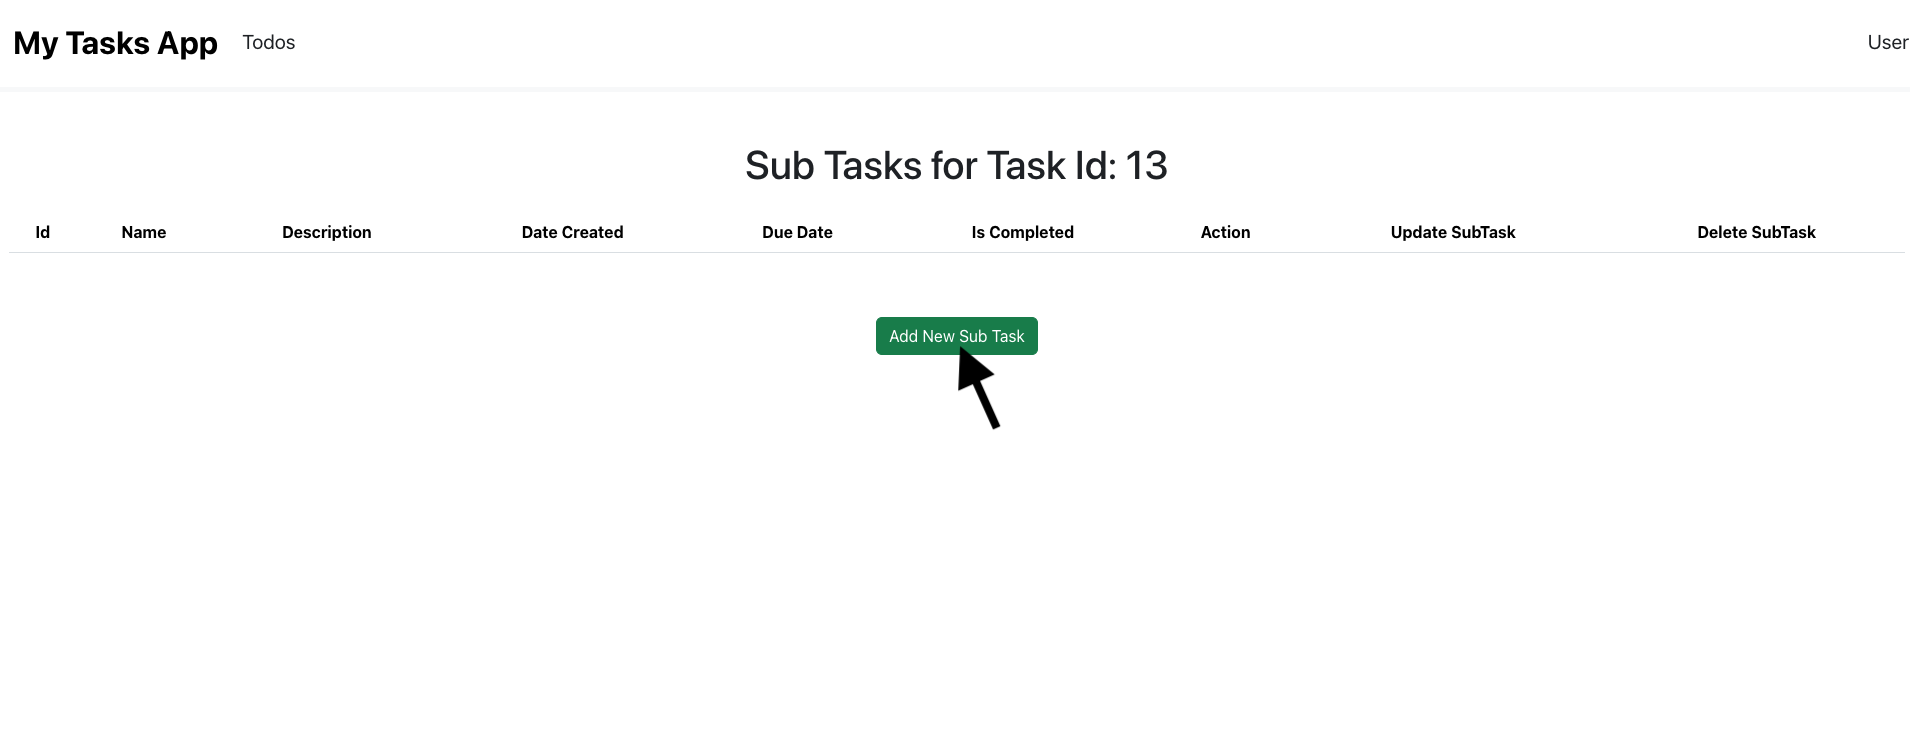 My Tasks App Todos User
Sub Tasks for Task Id: 13
Id Name Description Date Created Due Date Is Completed Action Update SubTask Delete SubTask
Add New Sub Task